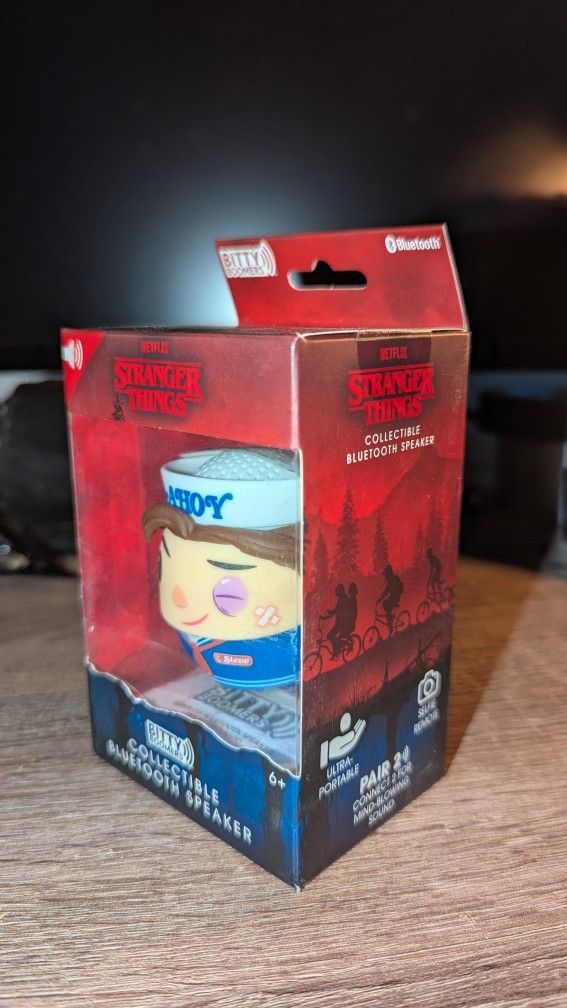 BITTY
BOOMERS
Bluetooth
NETFLIX
STRANGER
THINGS
AHOY
Steve
BITTY
BOOMERS
BITTY
BOOMERS
COLLECTIBLE
BLUETOOTH SPEAKER
6+
NETFLIX
STRANGER
THINGS
COLLECTIBLE
BLUETOOTH SPEAKER
SELFIE
REMOTE
ULTRA-
PORTABLE
PAIR 2
CONNECT 2 FOR
MIND-BLOWING
SOUND